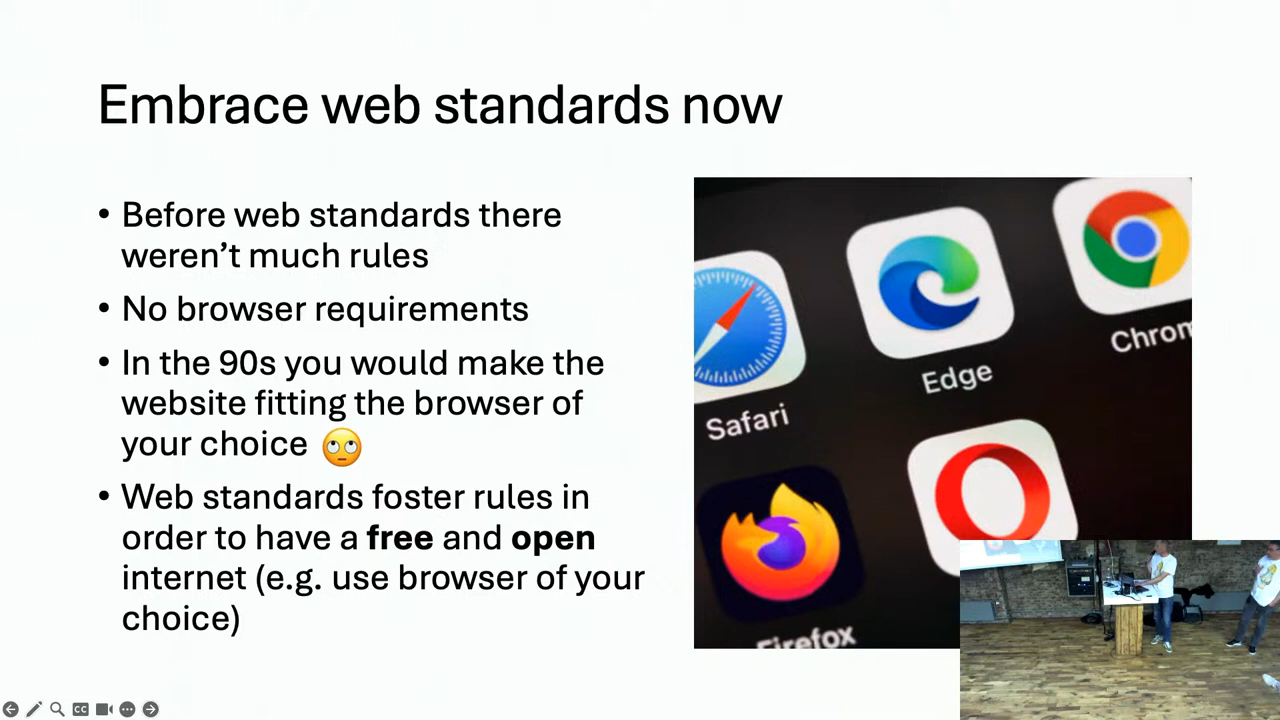 Embrace web standards now
• Before web standards there
weren’t much rules
• No browser requirements
• In the 90s you would make the
website fitting the browser of
your choice 🙄
• Web standards foster rules in
order to have a free and open
internet (e.g. use browser of your
choice)
Safari
Edge
Chrom
Firefox
CC